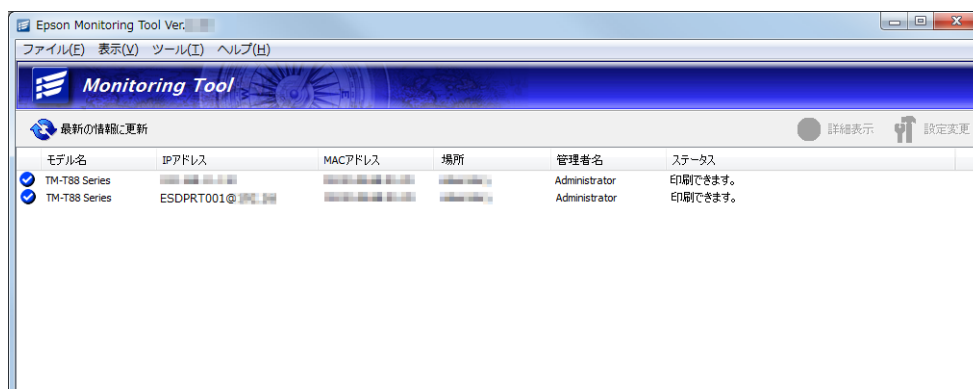 Epson Monitoring Tool Ver.
ファイル(F) 表示(V) ツール(T) ヘルプ(H)
Monitoring Tool
最新の情報に更新 詳細表示 設定変更
モデル名 IPアドレス MACアドレス 場所 管理者名 ステータス
TM-T88 Series Administrator 印刷できます。
TM-T88 Series ESDPRT001@ Administrator 印刷できます。